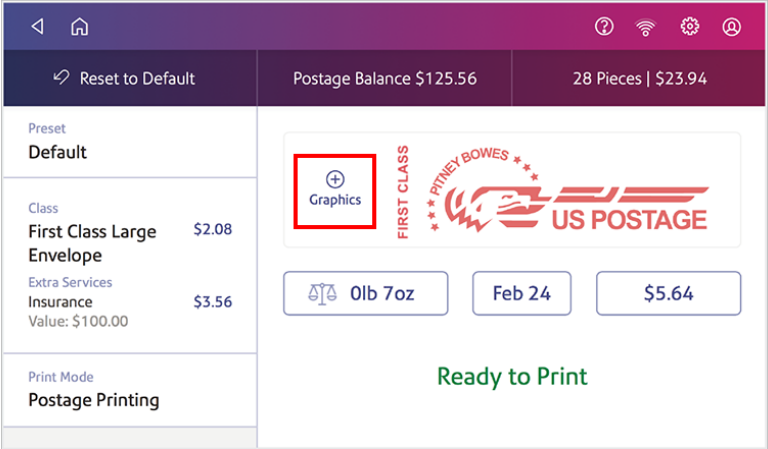 Reset to Default
Postage Balance $125.56
28 Pieces | $23.94
Preset
Default
Class
First Class Large $2.08
Envelope
Extra Services
Insurance $3.56
Value: $100.00
Print Mode
Postage Printing
Graphics
FIRST CLASS
PITNEY BOWES
US POSTAGE
0lb 7oz
Feb 24
$5.64
Ready to Print